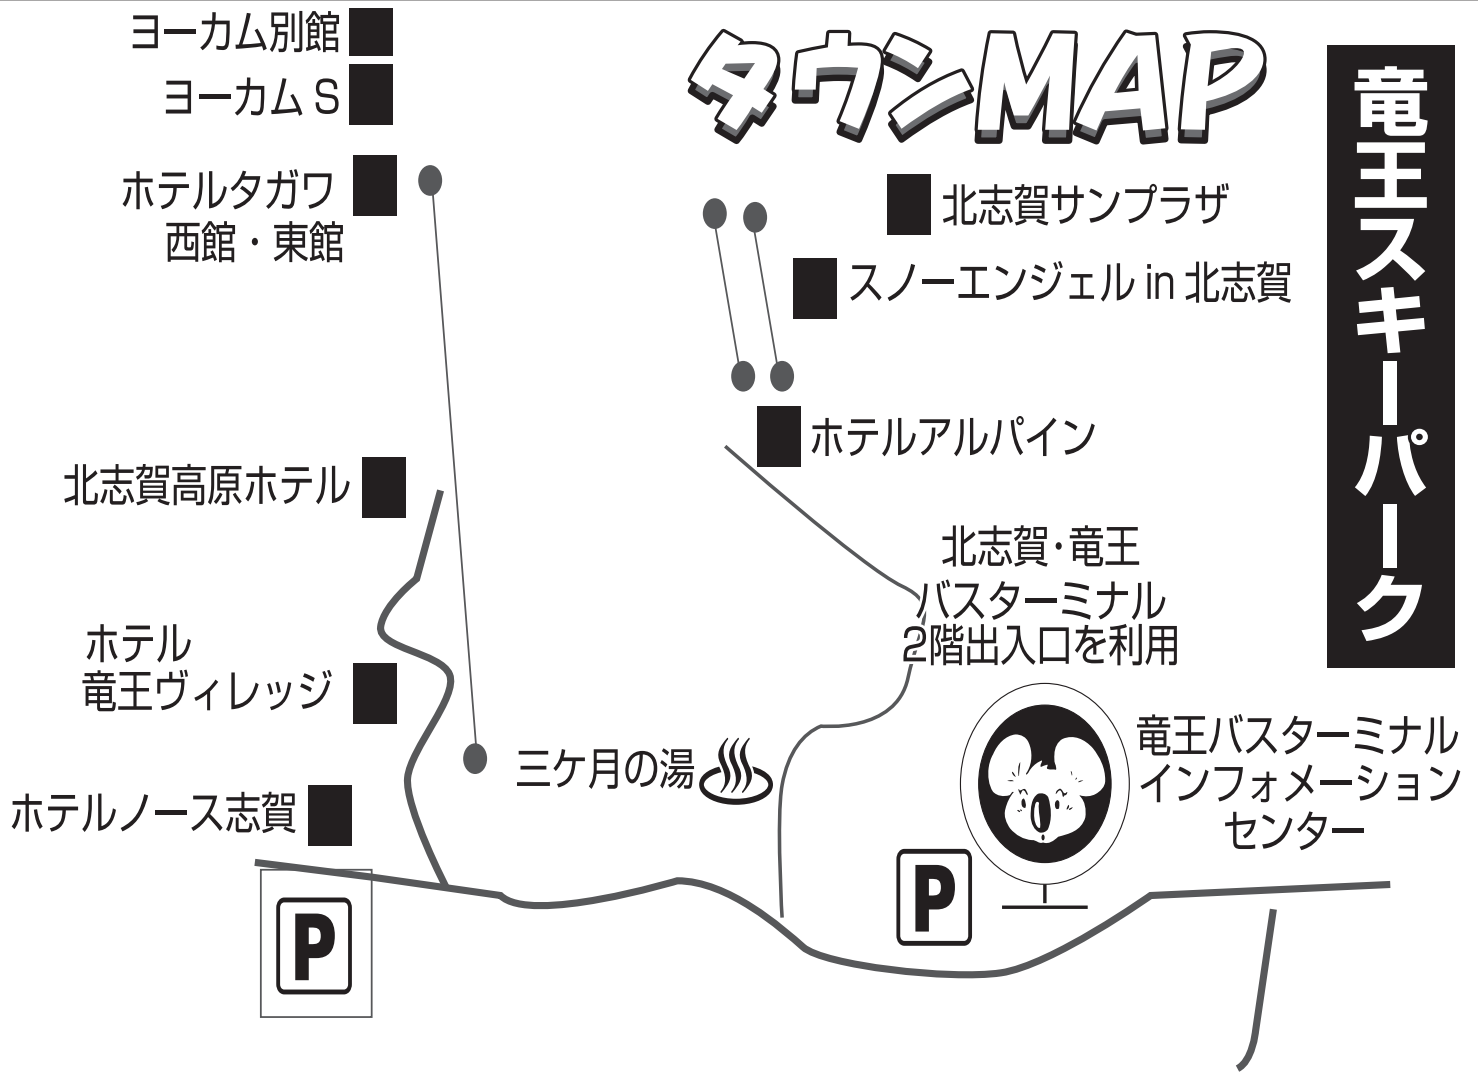 タウンMAP
竜王スキーパーク
ヨーカム別館
ヨーカム S
ホテルタガワ
西館・東館
北志賀サンプラザ
スノーエンジェル in 北志賀
ホテルアルパイン
北志賀高原ホテル
北志賀・竜王
バスターミナル
2階出入口を利用
ホテル
竜王ヴィレッジ
三ケ月の湯
竜王バスターミナル
インフォメーション
センター
ホテルノース志賀
P
P